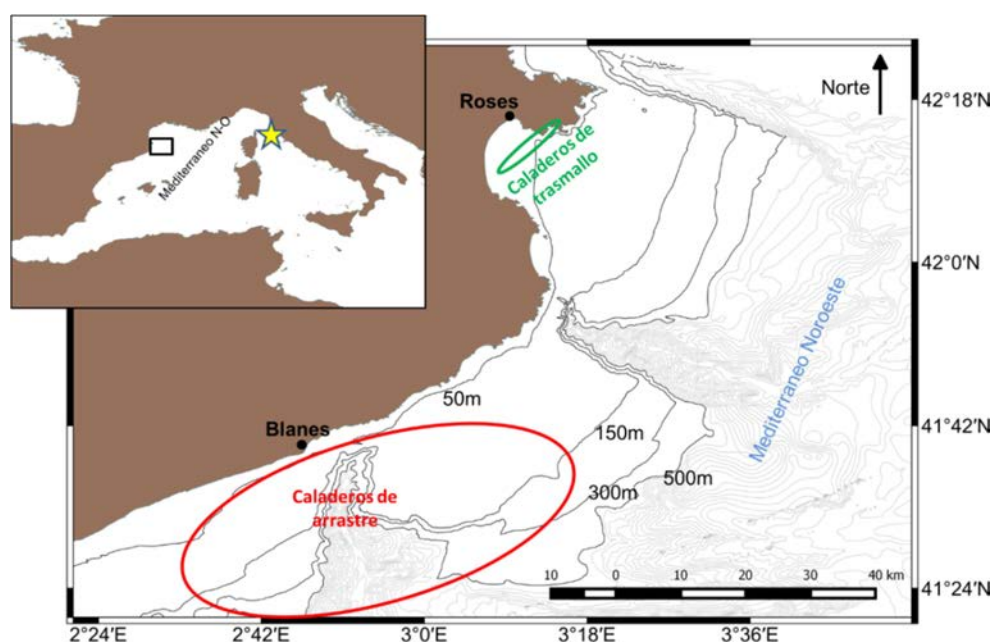 Mediterraneo N-O
Norte
Roses
42°18'N
Caladeros de
trasmallo
42°0'N
Mediterraneo Noroeste
50m
Blanes
41°42'N
150m
300m
500m
Caladeros de
arrastre
10 0 10 20 30 40 km
41°24'N
2°24'E 2°42'E 3°0'E 3°18'E 3°36'E